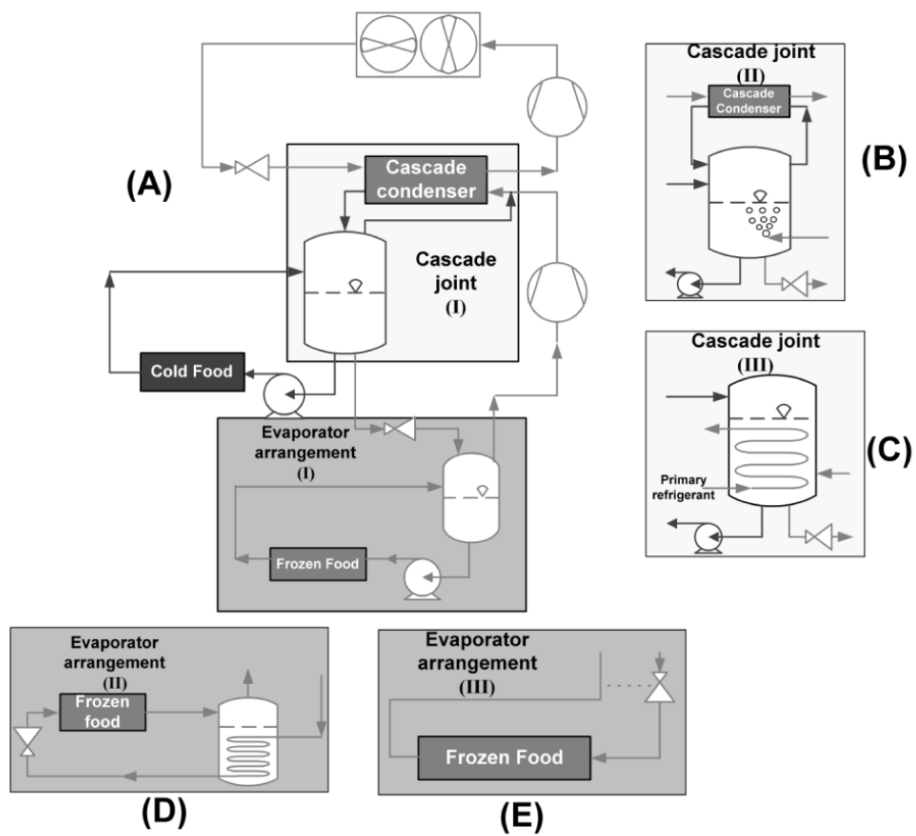 (A)
Cascade
condenser
Cascade
joint
(I)
Cold Food
Evaporator
arrangement
(I)
Frozen Food
Cascade joint
(II)
Cascade
Condenser
(B)
Cascade joint
(III)
Primary
refrigerant
(C)
Evaporator
arrangement
(II)
Frozen
food
(D)
Evaporator
arrangement
(III)
Frozen Food
(E)